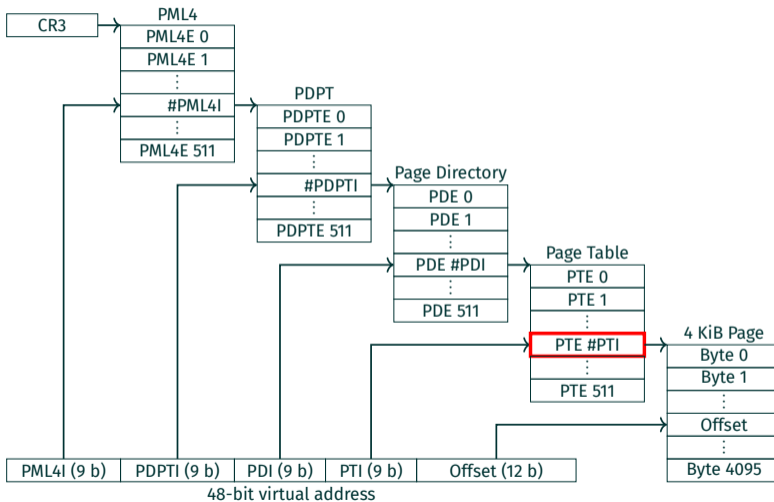 CR3
PML4
PML4E 0
PML4E 1
⋮
#PML4I
⋮
PML4E 511
PDPT
PDPTE 0
PDPTE 1
⋮
#PDPTI
⋮
PDPTE 511
Page Directory
PDE 0
PDE 1
⋮
PDE #PDI
⋮
PDE 511
Page Table
PTE 0
PTE 1
⋮
PTE #PTI
⋮
PTE 511
4 KiB Page
Byte 0
Byte 1
⋮
Offset
⋮
Byte 4095
PML4I (9 b) PDPTI (9 b) PDI (9 b) PTI (9 b) Offset (12 b)
48-bit virtual address